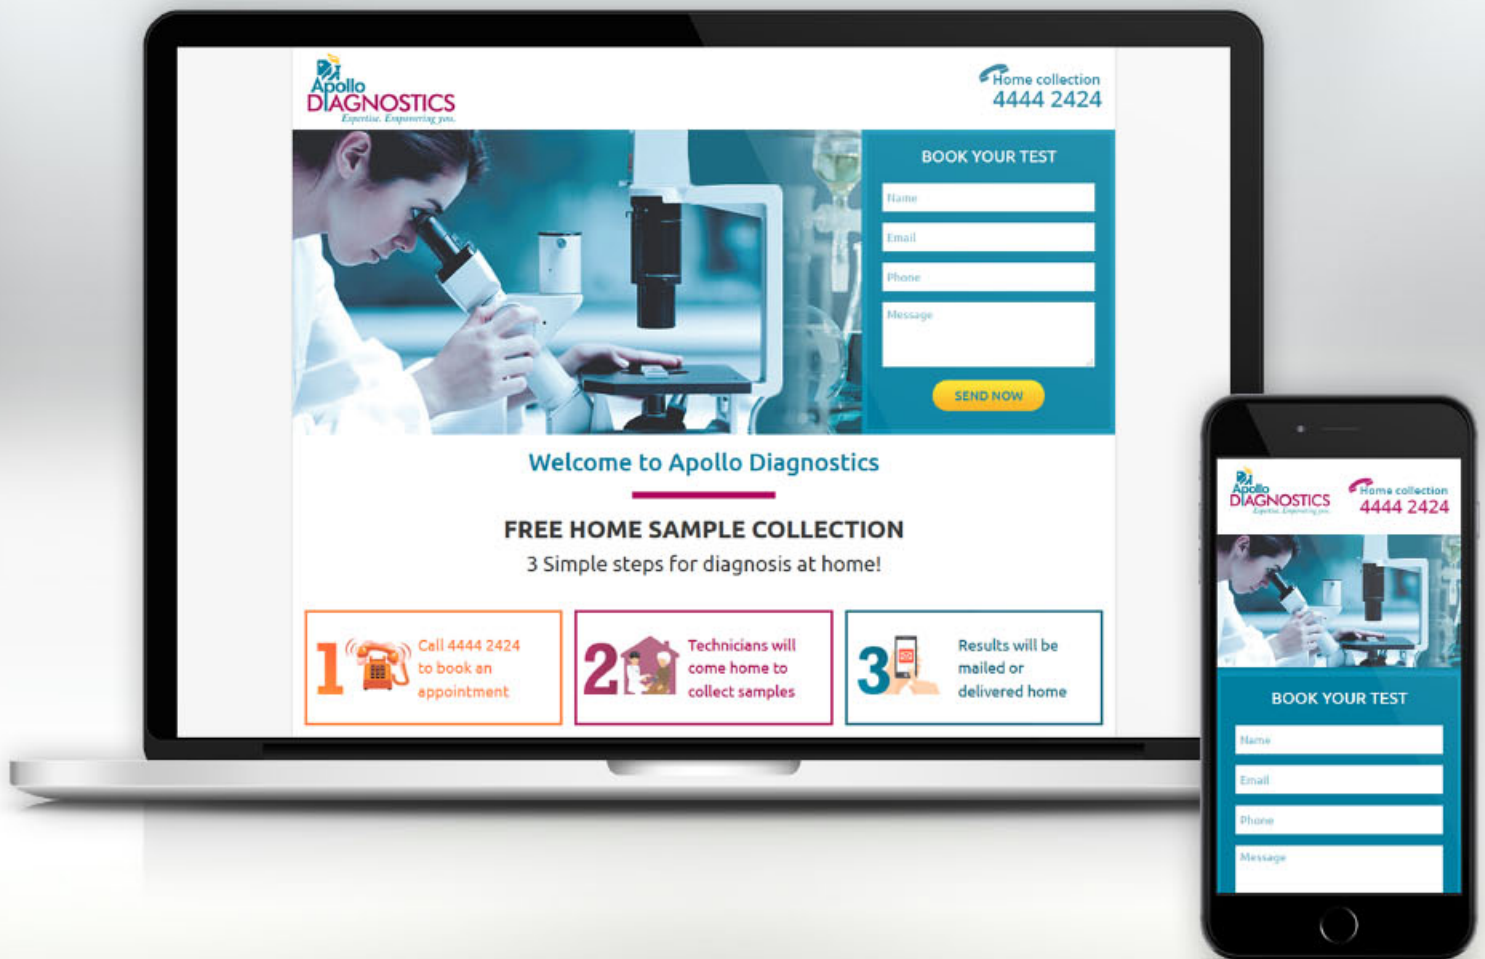 Apollo
DIAGNOSTICS
Expertise. Empowering you.
Home collection
4444 2424
BOOK YOUR TEST
Name
Email
Phone
Message
SEND NOW
Welcome to Apollo Diagnostics
FREE HOME SAMPLE COLLECTION
3 Simple steps for diagnosis at home!
1
Call 4444 2424
to book an
appointment
2
Technicians will
come home to
collect samples
3
Results will be
mailed or
delivered home
Apollo
DIAGNOSTICS
Expertise. Empowering you.
Home collection
4444 2424
BOOK YOUR TEST
Name
Email
Phone
Message